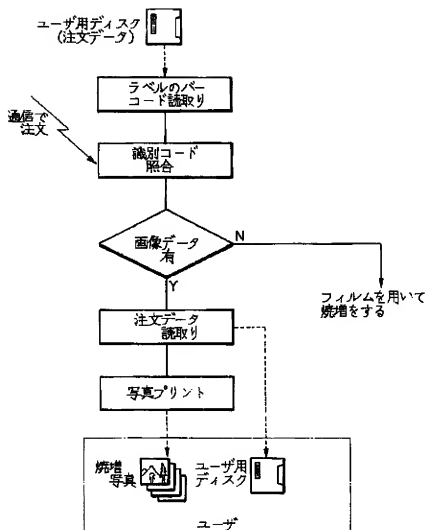 ユーザ用ディスク
(注文データ)
ラベルのバー
コード読取り
通信で
注文
識別コード
照合
画像データ
有
N
Y
フィルムを用いて
焼増をする
注文データ
読取り
写真プリント
焼増
写真
ユーザ用
ディスク
ユーザ